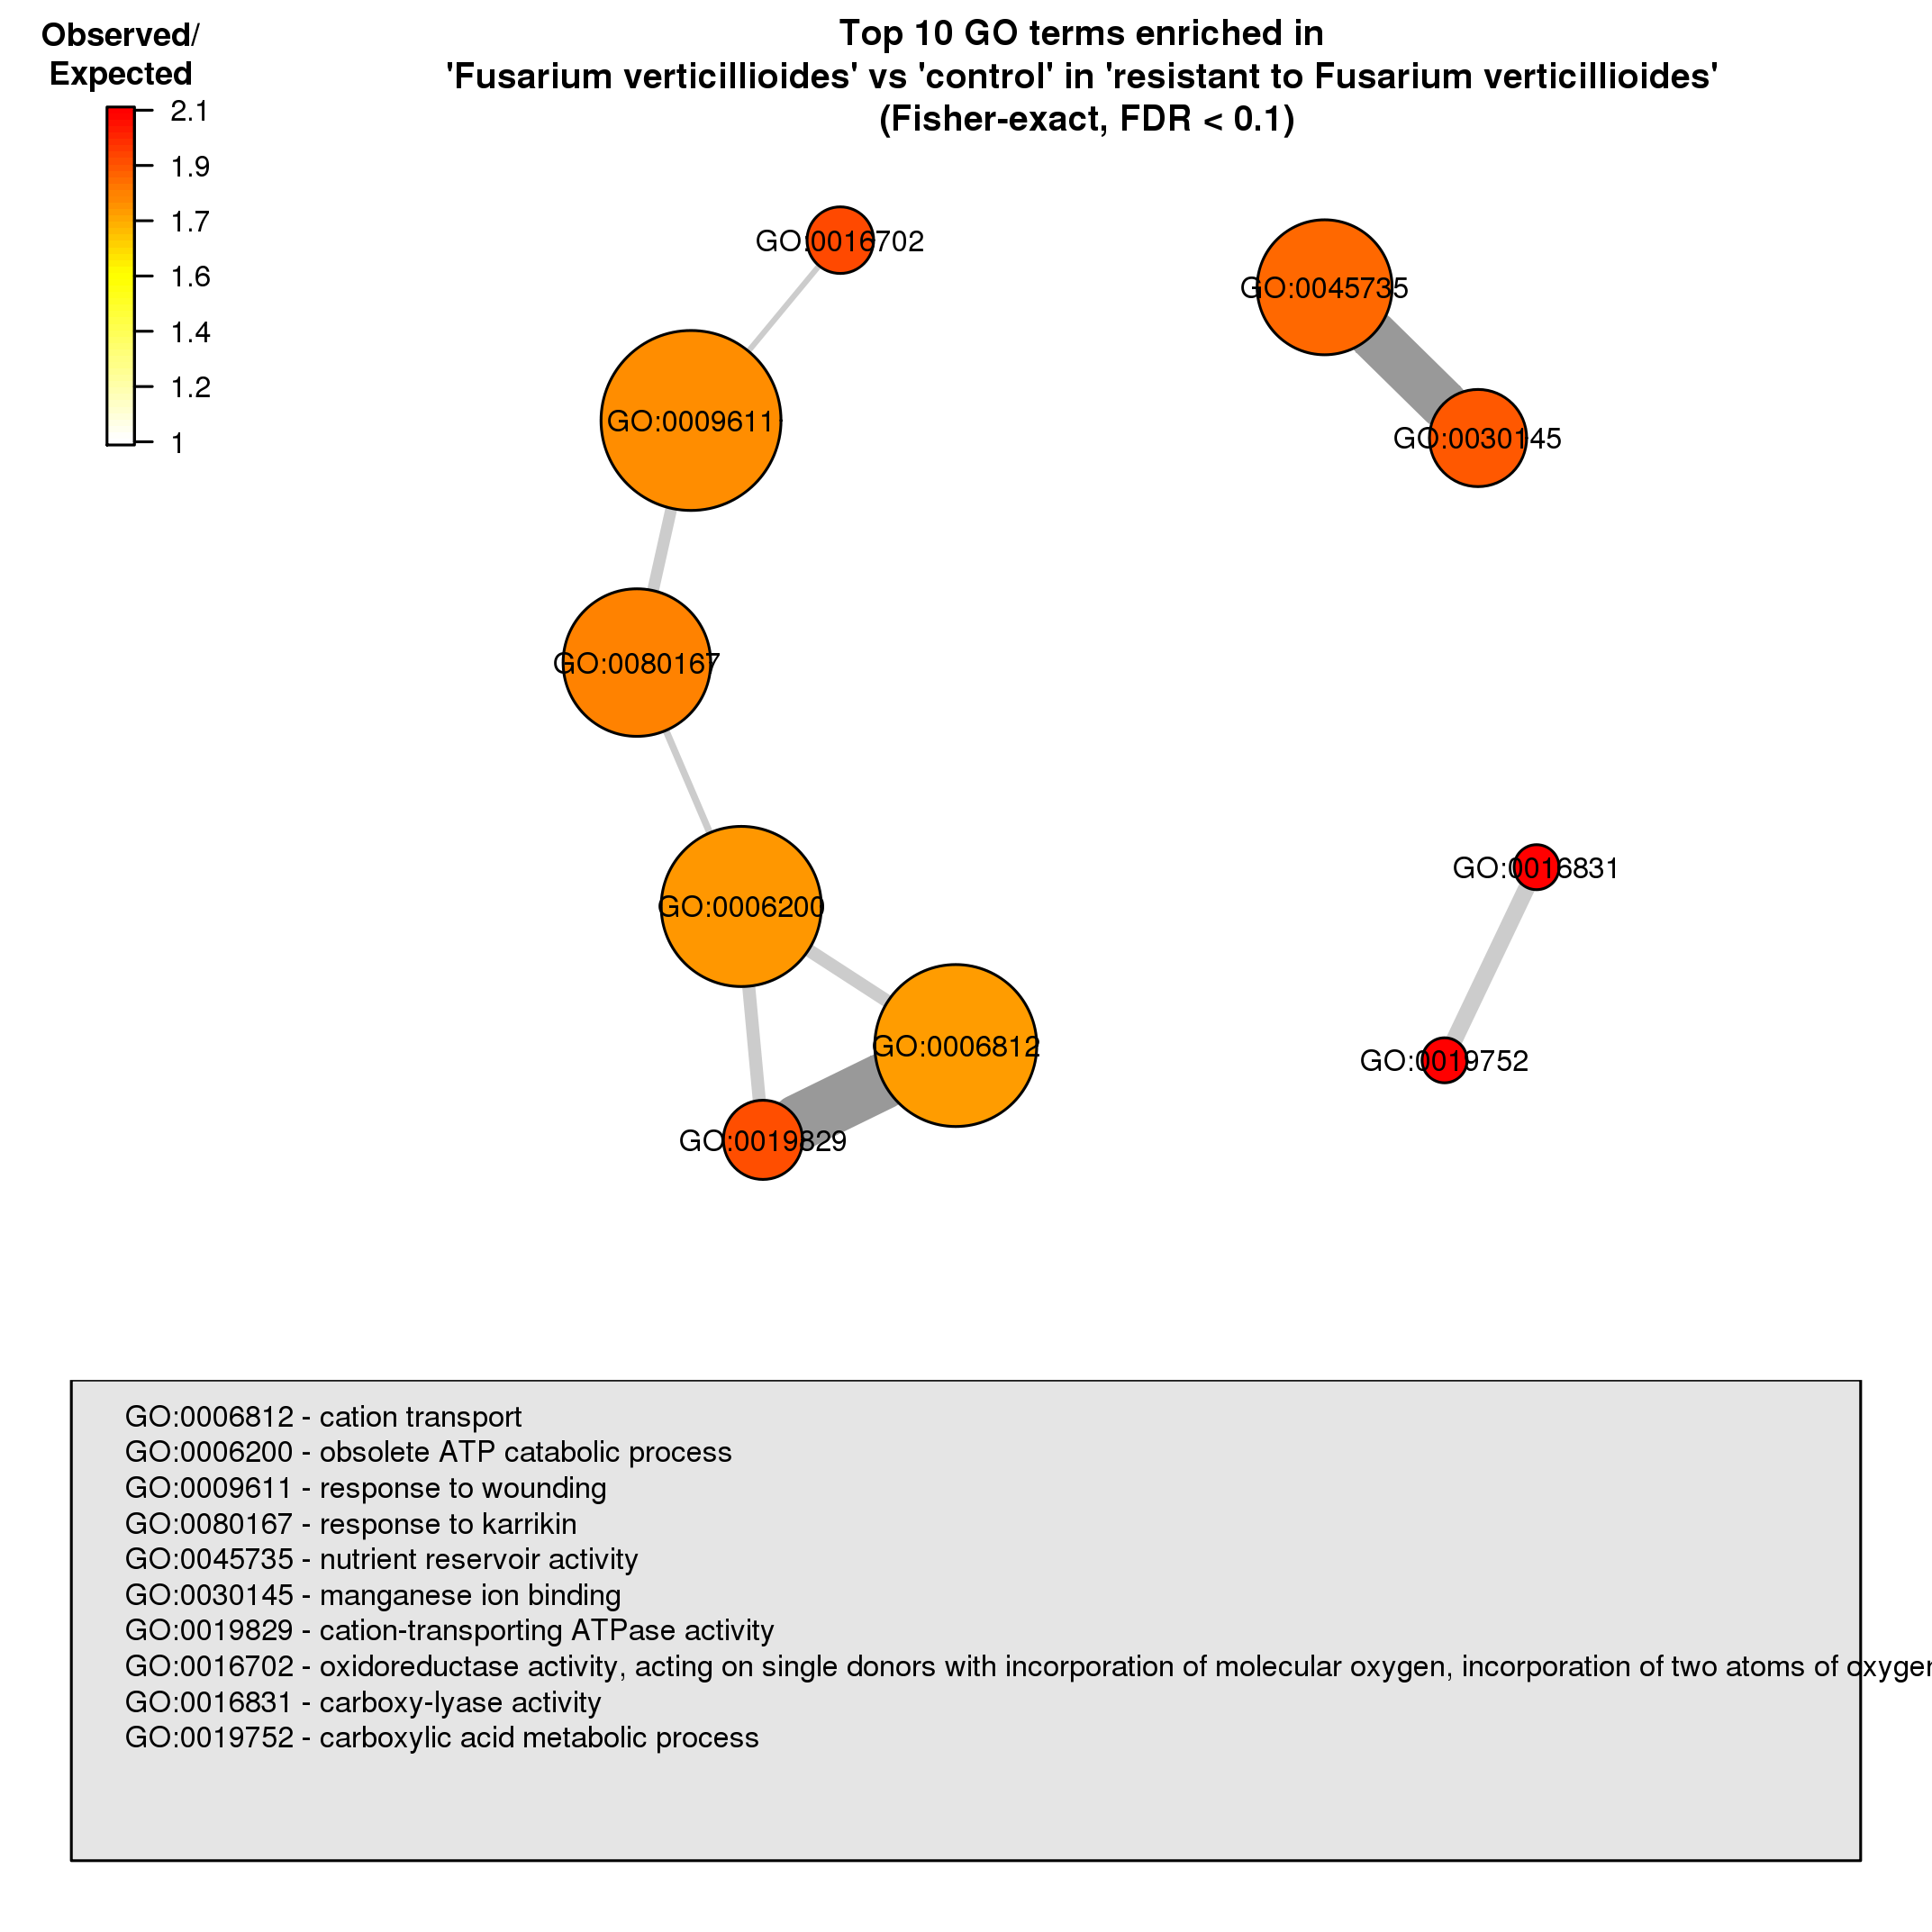 Observed/
Expected
2.1
1.9
1.7
1.6
1.4
1.2
1
Top 10 GO terms enriched in
'Fusarium verticillioides' vs 'control' in 'resistant to Fusarium verticillioides'
(Fisher-exact, FDR < 0.1)
GO:0016702
GO:0045735
GO:0009611
GO:0030145
GO:0080167
GO:0016831
GO:0006200
GO:0006812
GO:0019752
GO:0019829
GO:0006812 - cation transport
GO:0006200 - obsolete ATP catabolic process
GO:0009611 - response to wounding
GO:0080167 - response to karrikin
GO:0045735 - nutrient reservoir activity
GO:0030145 - manganese ion binding
GO:0019829 - cation-transporting ATPase activity
GO:0016702 - oxidoreductase activity, acting on single donors with incorporation of molecular oxygen, incorporation of two atoms of oxygen
GO:0016831 - carboxy-lyase activity
GO:0019752 - carboxylic acid metabolic process